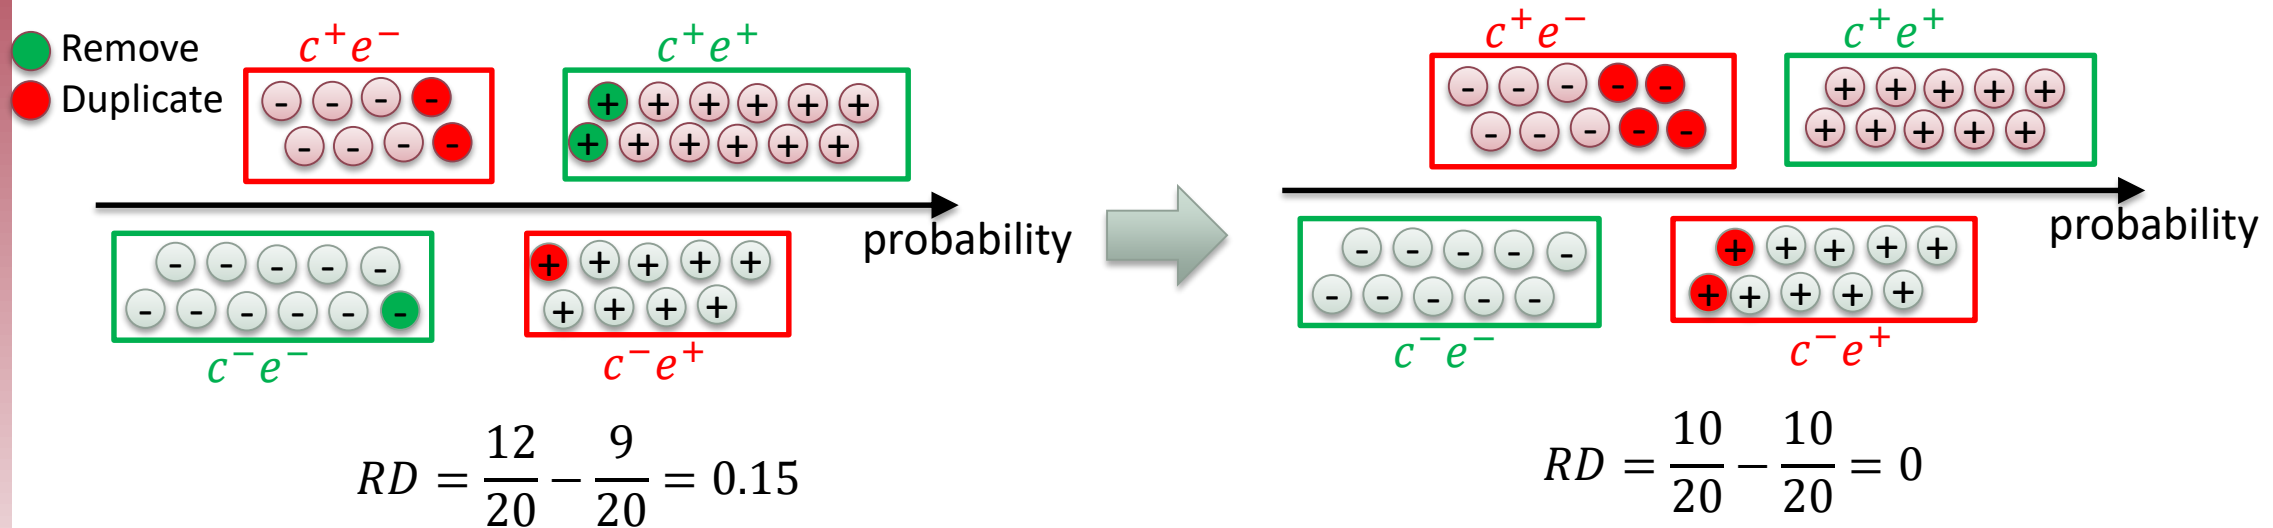 Remove
Duplicate
c⁺e⁻
- - - -
- - - -
c⁺e⁺
+ + + + + +
+ + + + + +
probability
- - - - -
- - - - - -
c⁻e⁻
+ + + + +
+ + + +
c⁻e⁺
RD = 12/20 − 9/20 = 0.15
c⁺e⁻
- - - - -
- - - - -
c⁺e⁺
+ + + + +
+ + + + +
probability
- - - - -
- - - - -
c⁻e⁻
+ + + + +
+ + + + +
c⁻e⁺
RD = 10/20 − 10/20 = 0